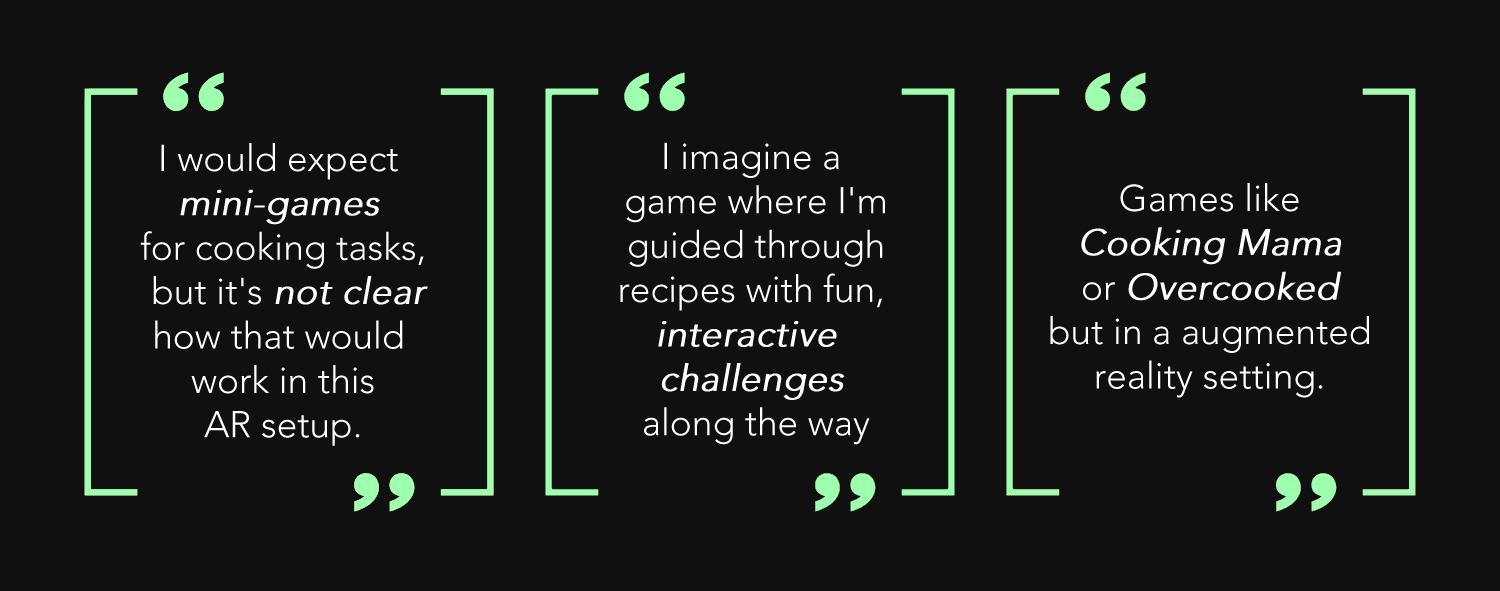 “
I would expect
mini-games
for cooking tasks,
but it's not clear
how that would
work in this
AR setup.
”
“
I imagine a
game where I'm
guided through
recipes with fun,
interactive
challenges
along the way
”
“
Games like
Cooking Mama
or Overcooked
but in a augmented
reality setting.
”